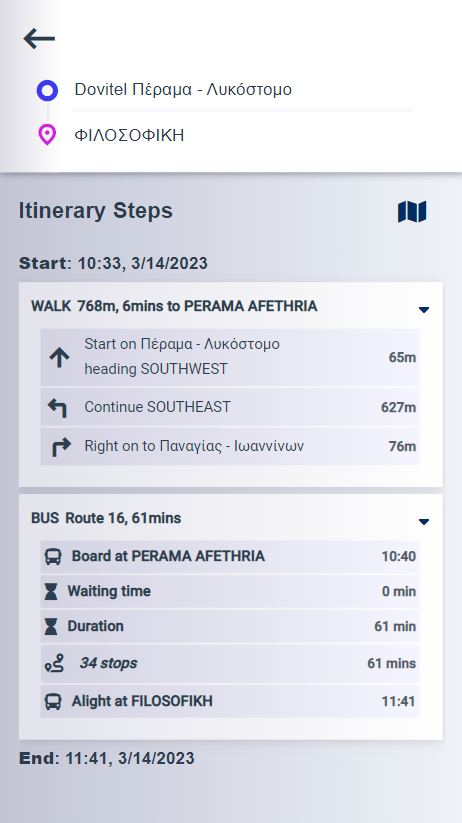 Dovitel Πέραμα - Λυκόστομο
ΦΙΛΟΣΟΦΙΚΗ
Itinerary Steps
Start: 10:33, 3/14/2023
WALK 768m, 6mins to PERAMA AFETHRIA
Start on Πέραμα - Λυκόστομο
heading SOUTHWEST
65m
Continue SOUTHEAST 627m
Right on to Παναγίας - Ιωαννίνων 76m
BUS Route 16, 61mins
Board at PERAMA AFETHRIA 10:40
Waiting time 0 min
Duration 61 min
34 stops 61 mins
Alight at FILOSOFIKH 11:41
End: 11:41, 3/14/2023